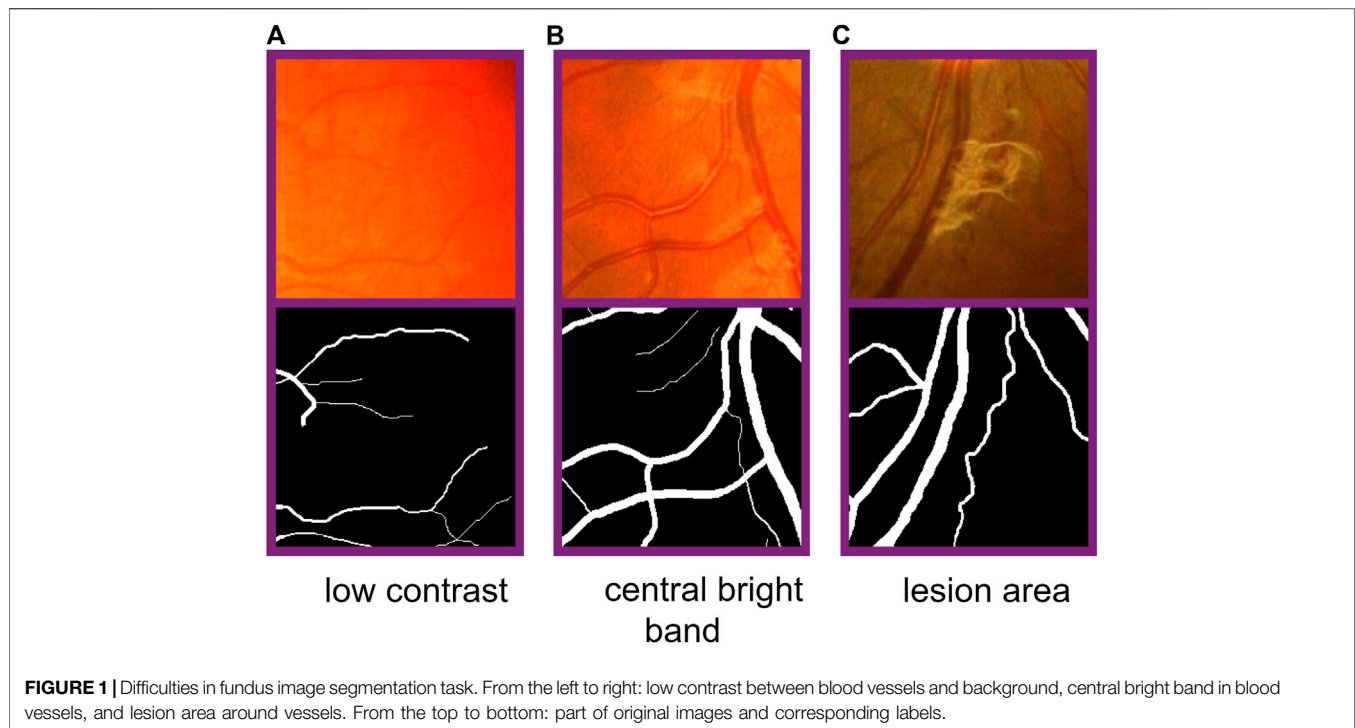 A
B
C
low contrast
central bright
band
lesion area
FIGURE 1 | Difficulties in fundus image segmentation task. From the left to right: low contrast between blood vessels and background, central bright band in blood
vessels, and lesion area around vessels. From the top to bottom: part of original images and corresponding labels.